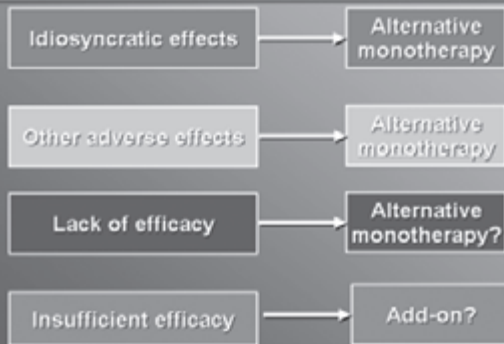 Idiosyncratic effects
Alternative
monotherapy
Other adverse effects
Alternative
monotherapy
Lack of efficacy
Alternative
monotherapy?
Insufficient efficacy
Add-on?